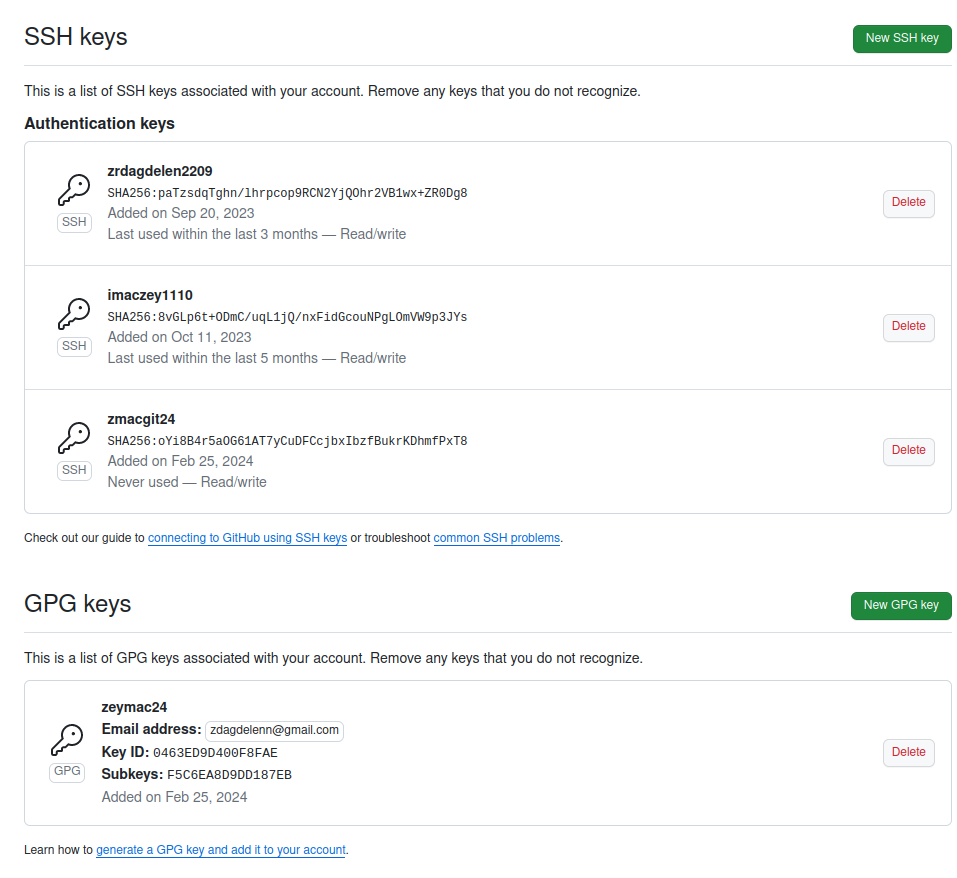 SSH keys
New SSH key
This is a list of SSH keys associated with your account. Remove any keys that you do not recognize.
Authentication keys
zrdagdelen2209
SHA256:paTzsdqTghn/lhrpcop9RCN2YjQOhr2VB1wx+ZR0Dg8
Added on Sep 20, 2023
Last used within the last 3 months — Read/write
SSH
Delete
imaczey1110
SHA256:8vGLp6t+ODmC/uqL1jQ/nxFidGcouNPgLOmVW9p3JYs
Added on Oct 11, 2023
Last used within the last 5 months — Read/write
SSH
Delete
zmacgit24
SHA256:oYi8B4r5aOG61AT7yCuDFCcjbxIbzfBukrKDhmfPxT8
Added on Feb 25, 2024
Never used — Read/write
SSH
Delete
Check out our guide to connecting to GitHub using SSH keys or troubleshoot common SSH problems.
GPG keys
New GPG key
This is a list of GPG keys associated with your account. Remove any keys that you do not recognize.
zeymac24
Email address: zdagdelenn@gmail.com
Key ID: 0463ED9D400F8FAE
Subkeys: F5C6EA8D9DD187EB
Added on Feb 25, 2024
GPG
Delete
Learn how to generate a GPG key and add it to your account.